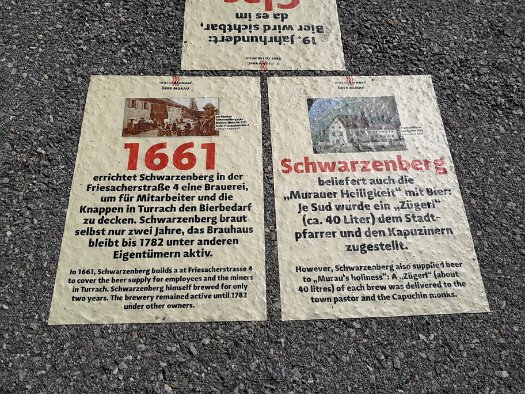 Glas
da es im
Bier wird sichtbar,
19. Jahrhundert:
1661
errichtet Schwarzenberg in der
Friesacherstraße 4 eine Brauerei,
um für Mitarbeiter und die
Knappen in Turrach den Bierbedarf
zu decken. Schwarzenberg braut
selbst nur zwei Jahre, das Brauhaus
bleibt bis 1782 unter anderen
Eigentümern aktiv.
In 1661, Schwarzenberg builds a at Friesacherstrasse 4
to cover the beer supply for employees and the miners
in Turrach. Schwarzenberg himself brewed for only
two years. The brewery remained active until 1782
under other owners.
Schwarzenberg
beliefert auch die
„Murauer Heiligkeit” mit Bier:
Je Sud wurde ein „Zügerl”
(ca. 40 Liter) dem Stadt-
pfarrer und den Kapuzinern
zugestellt.
However, Schwarzenberg also supplied beer
to „Murau's holiness”: A „Zügerl” (about
40 litres) of each brew was delivered to the
town pastor and the Capuchin monks.